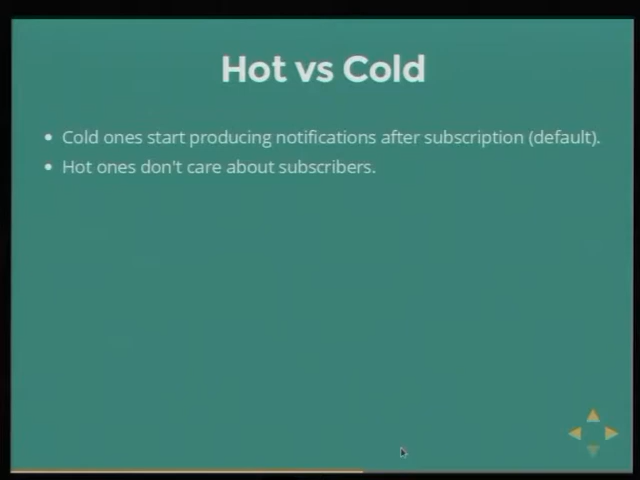 Hot vs Cold
Cold ones start producing notifications after subscription (default).
Hot ones don't care about subscribers.